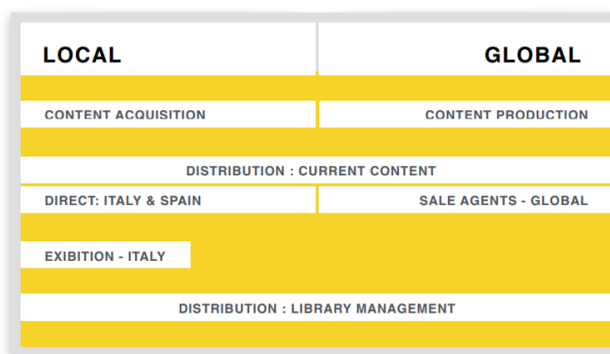 LOCAL
GLOBAL
CONTENT ACQUISITION
CONTENT PRODUCTION
DISTRIBUTION : CURRENT CONTENT
DIRECT: ITALY & SPAIN
SALE AGENTS - GLOBAL
EXIBITION - ITALY
DISTRIBUTION : LIBRARY MANAGEMENT